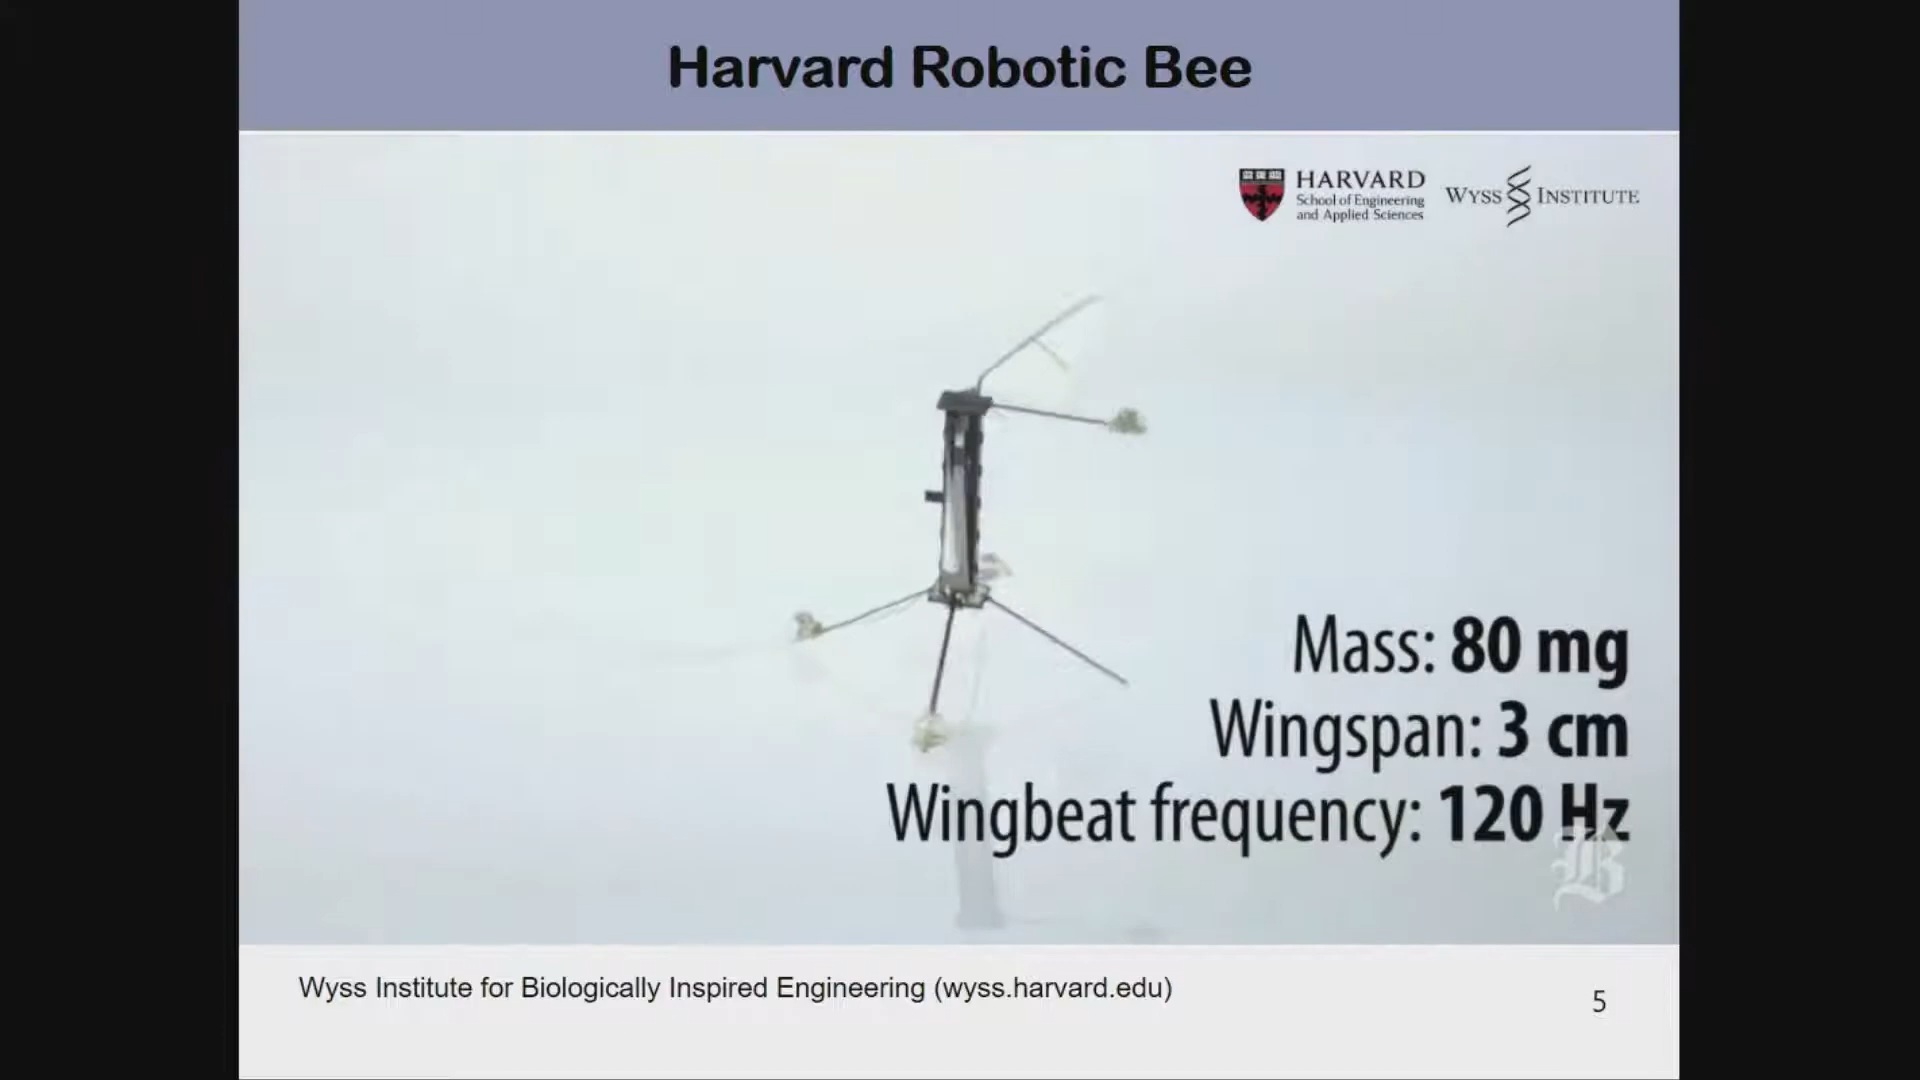 Harvard Robotic Bee
HARVARD
School of Engineering
and Applied Sciences
WYSS INSTITUTE
Mass: 80 mg
Wingspan: 3 cm
Wingbeat frequency: 120 Hz
B
Wyss Institute for Biologically Inspired Engineering (wyss.harvard.edu)
5